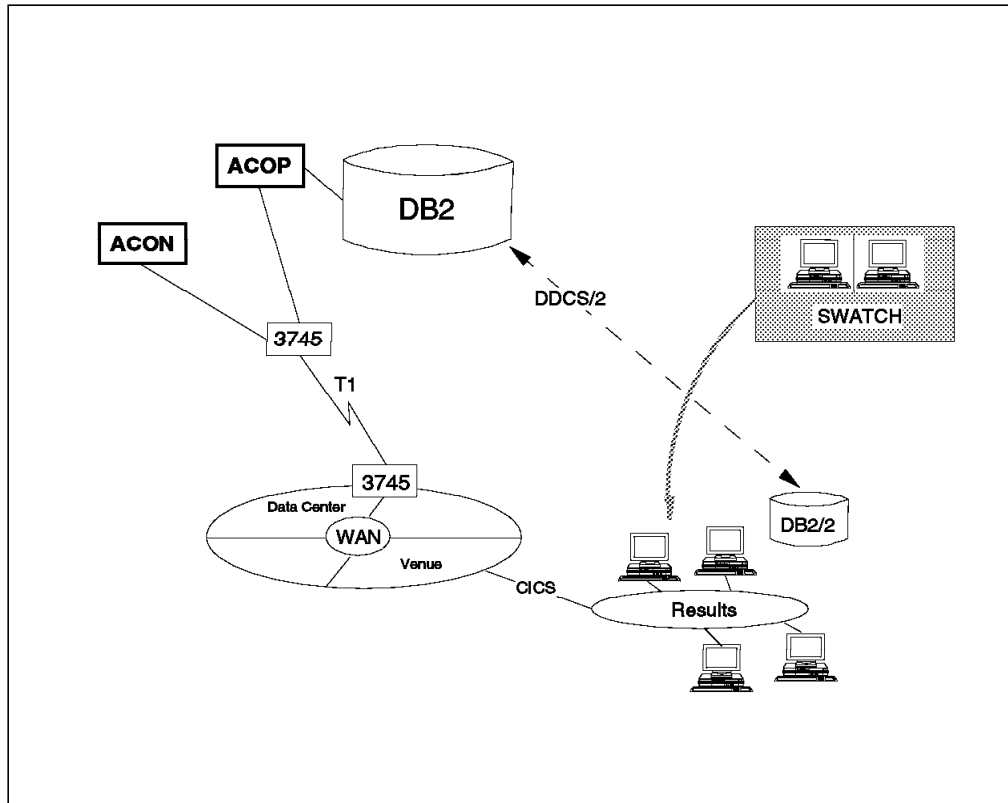 ACOP
DB2
ACON
DDCS/2
SWATCH
3745
T1
3745
Data Center
WAN
Venue
DB2/2
CICS
Results